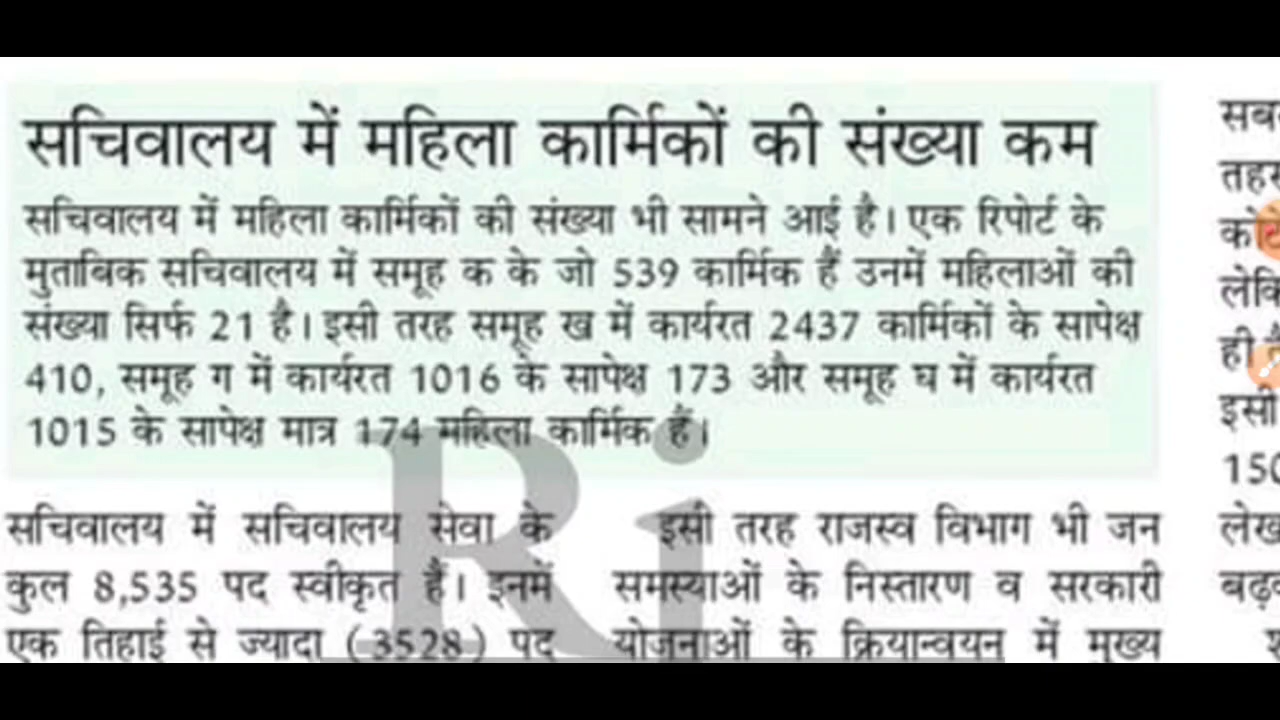 सचिवालय में महिला कार्मिकों की संख्या कम
सचिवालय में महिला कार्मिकों की संख्या भी सामने आई है। एक रिपोर्ट के
मुताबिक सचिवालय में समूह क के जो 539 कार्मिक हैं उनमें महिलाओं की
संख्या सिर्फ 21 है। इसी तरह समूह ख में कार्यरत 2437 कार्मिकों के सापेक्ष
410, समूह ग में कार्यरत 1016 के सापेक्ष 173 और समूह घ में कार्यरत
1015 के सापेक्ष मात्र 174 महिला कार्मिक हैं।
सचिवालय में सचिवालय सेवा के
कुल 8,535 पद स्वीकृत हैं। इनमें
एक तिहाई से ज्यादा (3528) पद
इसी तरह राजस्व विभाग भी जन
समस्याओं के निस्तारण व सरकारी
योजनाओं के क्रियान्वयन में मुख्य
ही
इसी
Ri